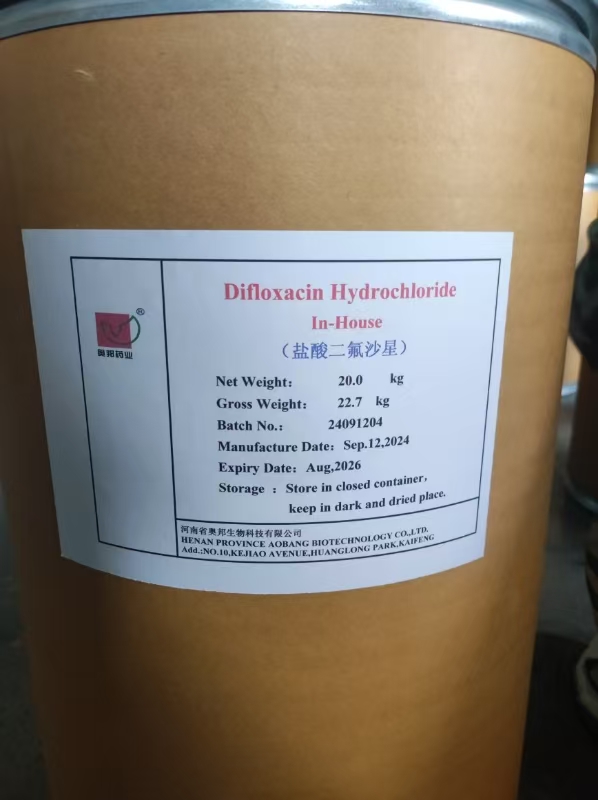 Difloxacin Hydrochloride
In-House
（盐酸二氟沙星）
®
奥邦药业
Net Weight： 20.0 kg
Gross Weight： 22.7 kg
Batch No.： 24091204
Manufacture Date：Sep.12,2024
Expiry Date：Aug,2026
Storage ：Store in closed container，
keep in dark and dried place.
河南省奥邦生物科技有限公司
HENAN PROVINCE AOBANG BIOTECHNOLOGY CO.,LTD.
Add.:NO.10,KEJIAO AVENUE,HUANGLONG PARK,KAIFENG